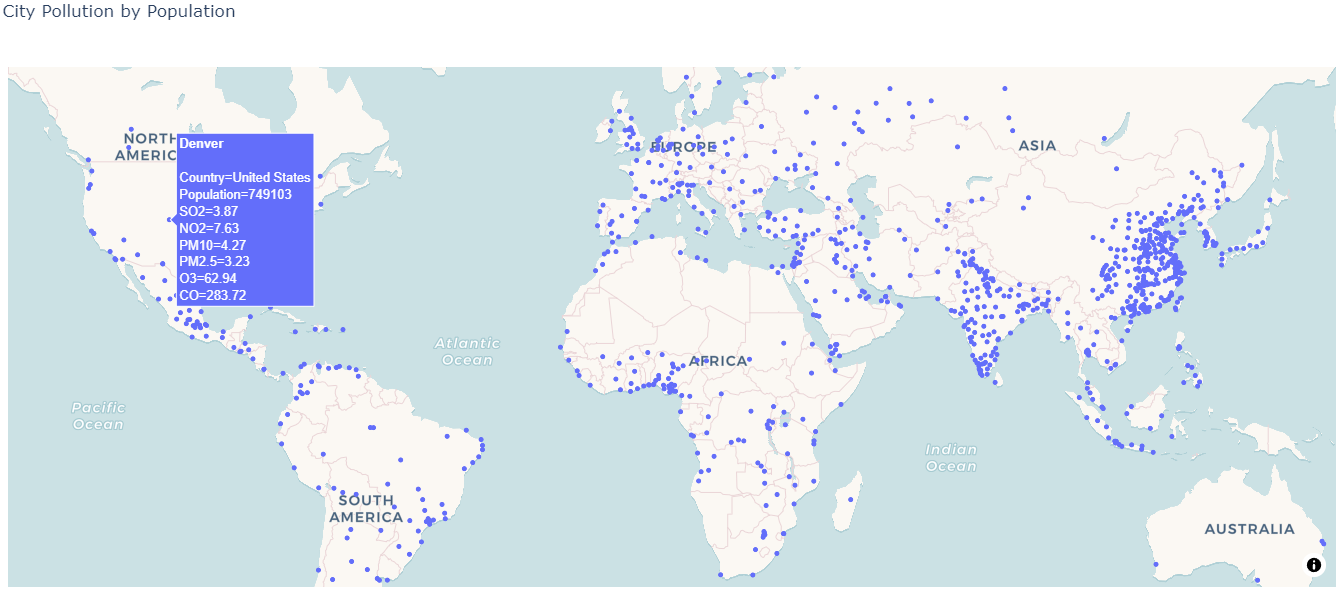 City Pollution by Population
NORTH
AMERIC
Denver
Country=United States
Population=749103
SO2=3.87
NO2=7.63
PM10=4.27
PM2.5=3.23
O3=62.94
CO=283.72
EUROPE
ASIA
Atlantic
Ocean
AFRICA
Pacific
Ocean
Indian
Ocean
SOUTH
AMERICA
AUSTRALIA
i